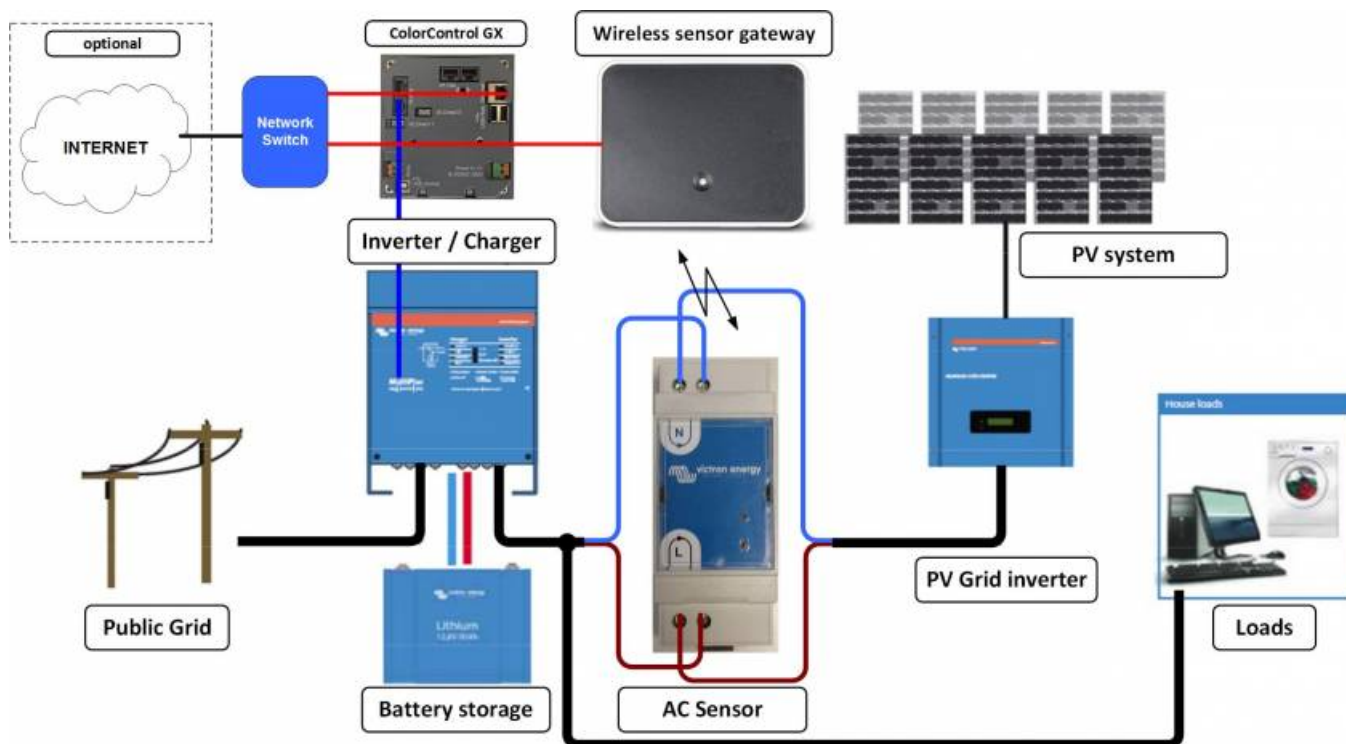 optional
ColorControl GX
Wireless sensor gateway
INTERNET
Network
Switch
Inverter / Charger
PV system
MultiPlus
House loads
N
victron energy
L
Lithium
PV Grid inverter
Public Grid
Loads
Battery storage
AC Sensor